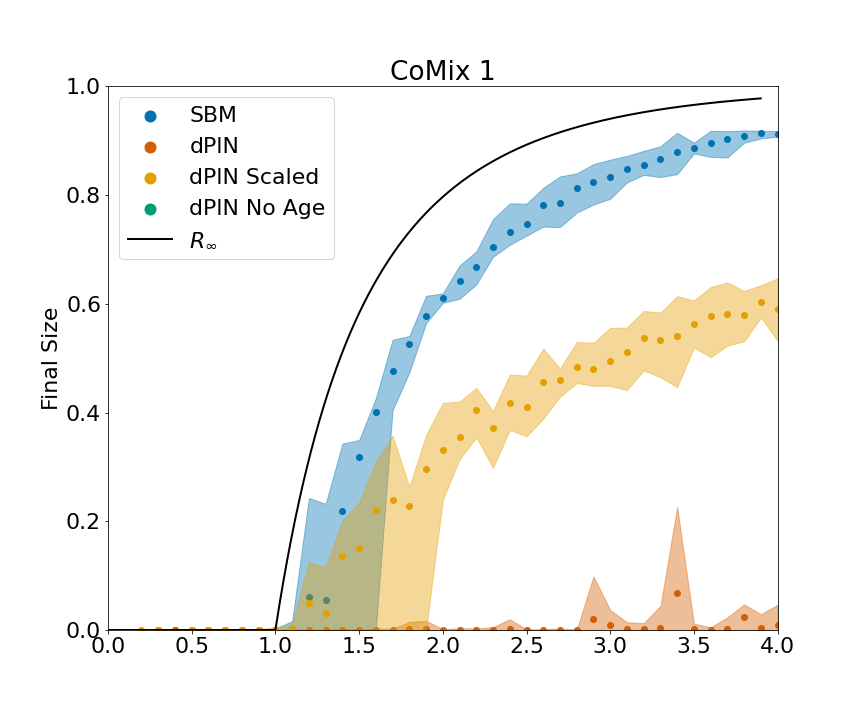 CoMix 1
1.0
0.8
0.6
0.4
0.2
0.0
Final Size
SBM
dPIN
dPIN Scaled
dPIN No Age
R∞
0.0 0.5 1.0 1.5 2.0 2.5 3.0 3.5 4.0